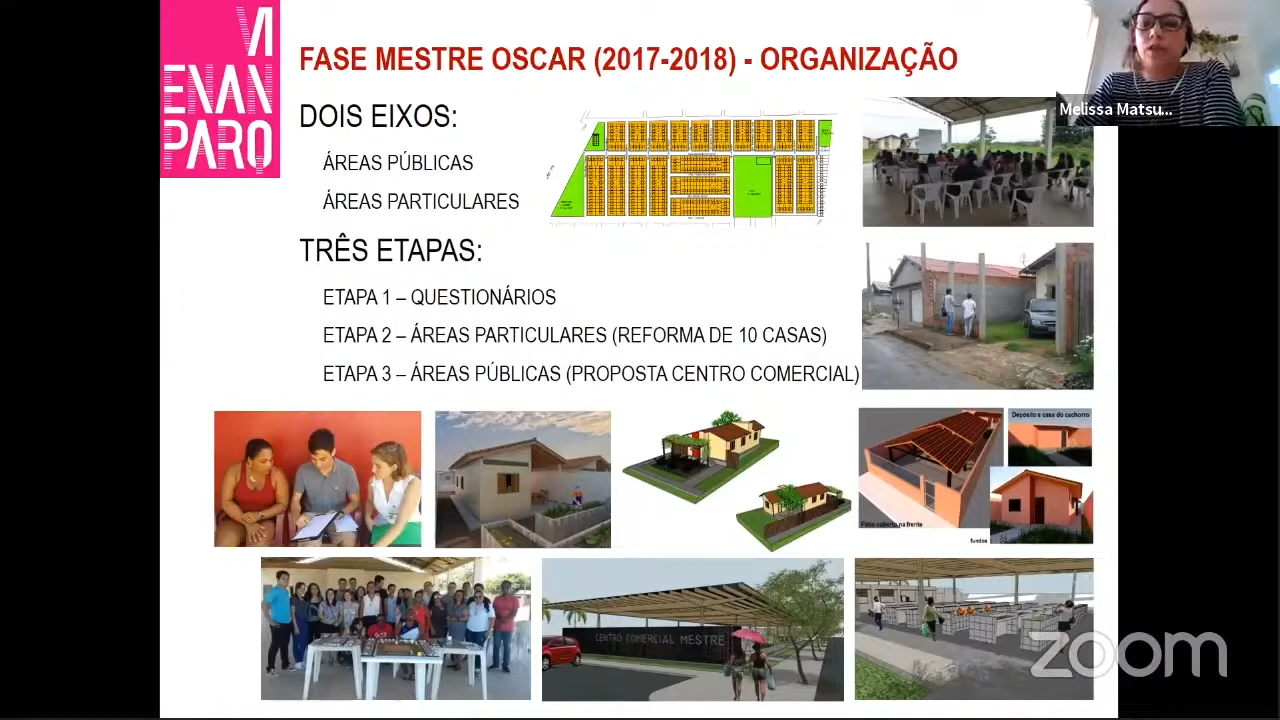 VI
ENAN
PARQ
FASE MESTRE OSCAR (2017-2018) - ORGANIZAÇÃO
Melissa Matsu...
DOIS EIXOS:
ÁREAS PÚBLICAS
ÁREAS PARTICULARES
TRÊS ETAPAS:
ETAPA 1 – QUESTIONÁRIOS
ETAPA 2 – ÁREAS PARTICULARES (REFORMA DE 10 CASAS)
ETAPA 3 – ÁREAS PÚBLICAS (PROPOSTA CENTRO COMERCIAL)
Depósito e casa do cachorro
Pátio coberto na frente
fundos
CENTRO COMERCIAL MESTRE
zoom